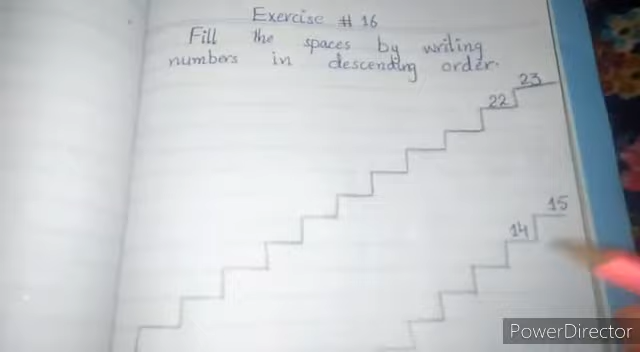 Exercise # 16
Fill the spaces by writing
numbers in descending order.
23
22
15
14
PowerDirector